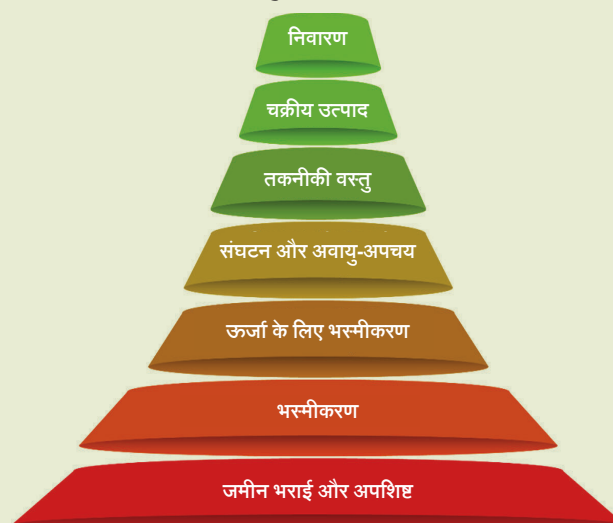 निवारण
चक्रीय उत्पाद
तकनीकी वस्तु
संघटन और अवायु-अपचय
ऊर्जा के लिए भस्मीकरण
भस्मीकरण
जमीन भराई और अपशिष्ट